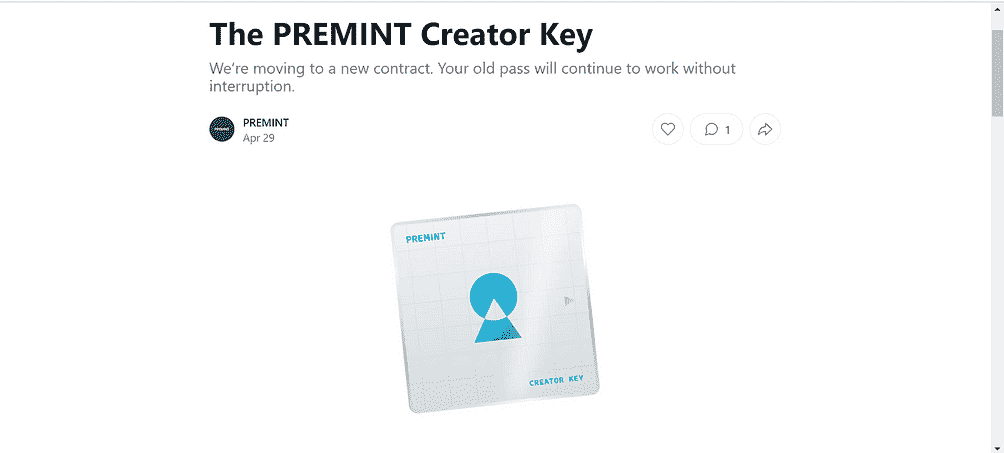 The PREMINT Creator Key
We're moving to a new contract. Your old pass will continue to work without
interruption.
PREMINT
Apr 29
1
PREMINT
CREATOR KEY